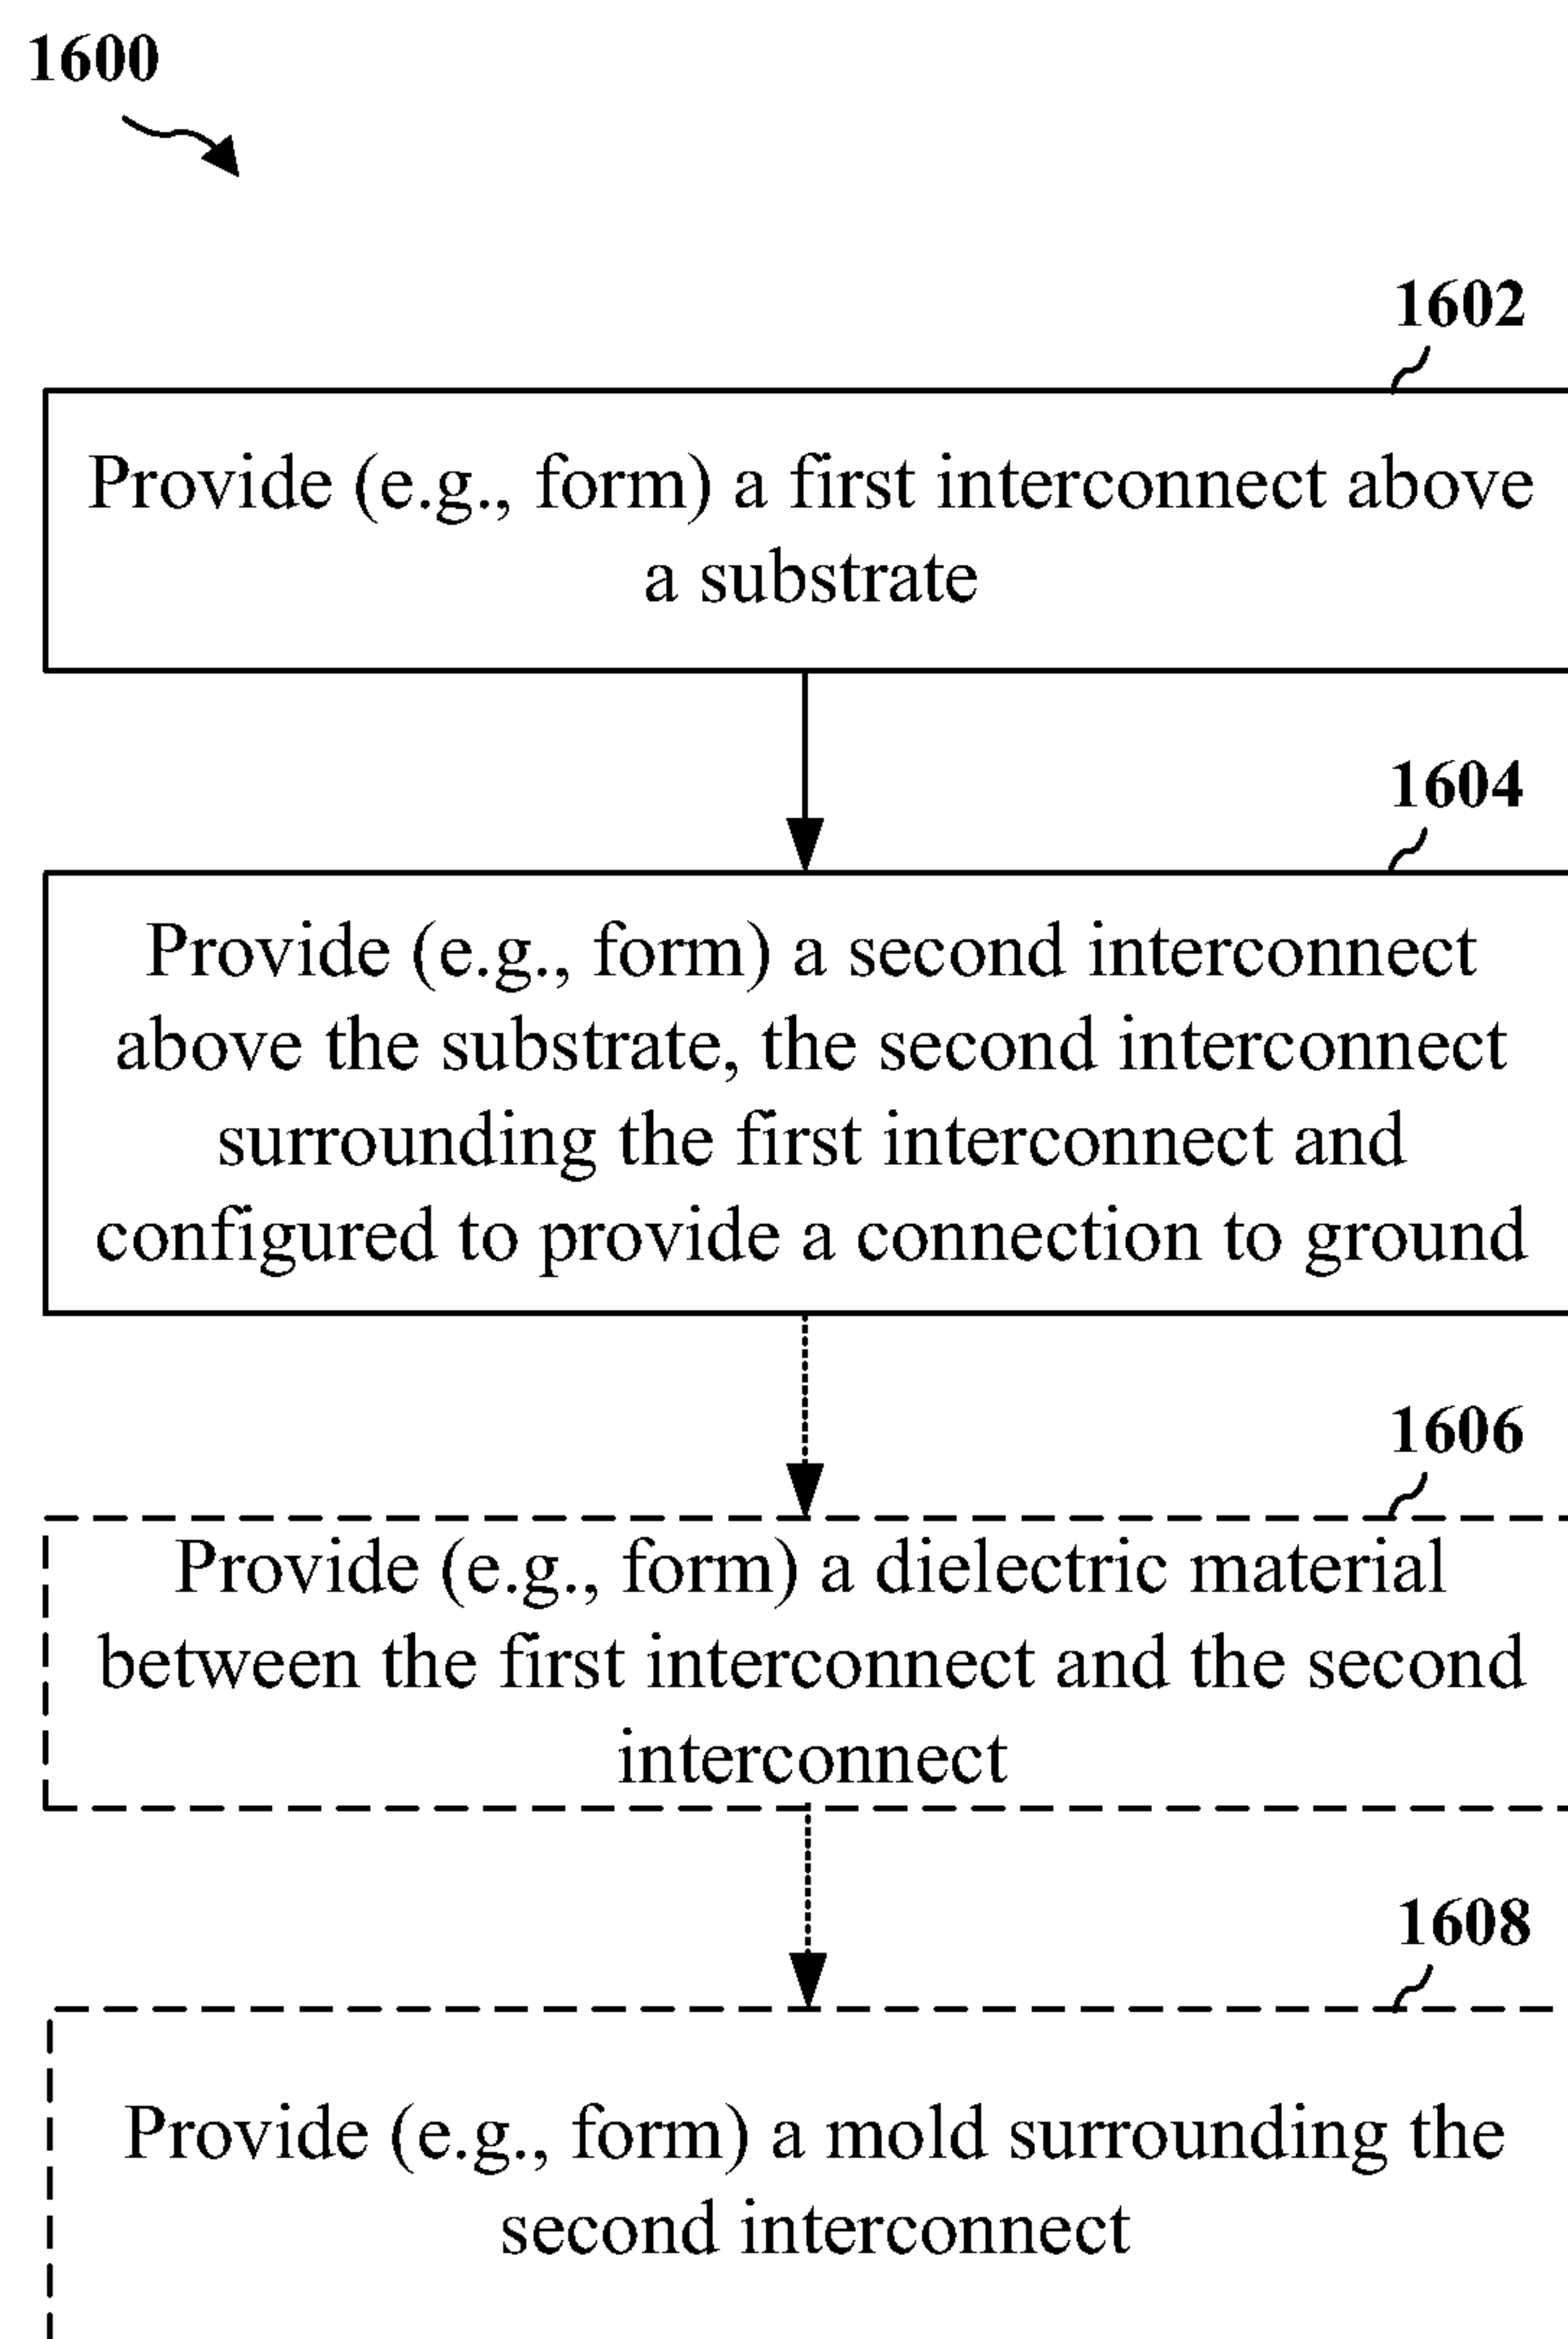 1600
1602
Provide (e.g., form) a first interconnect above
a substrate
1604
Provide (e.g., form) a second interconnect
above the substrate, the second interconnect
surrounding the first interconnect and
configured to provide a connection to ground
1606
Provide (e.g., form) a dielectric material
between the first interconnect and the second
interconnect
1608
Provide (e.g., form) a mold surrounding the
second interconnect